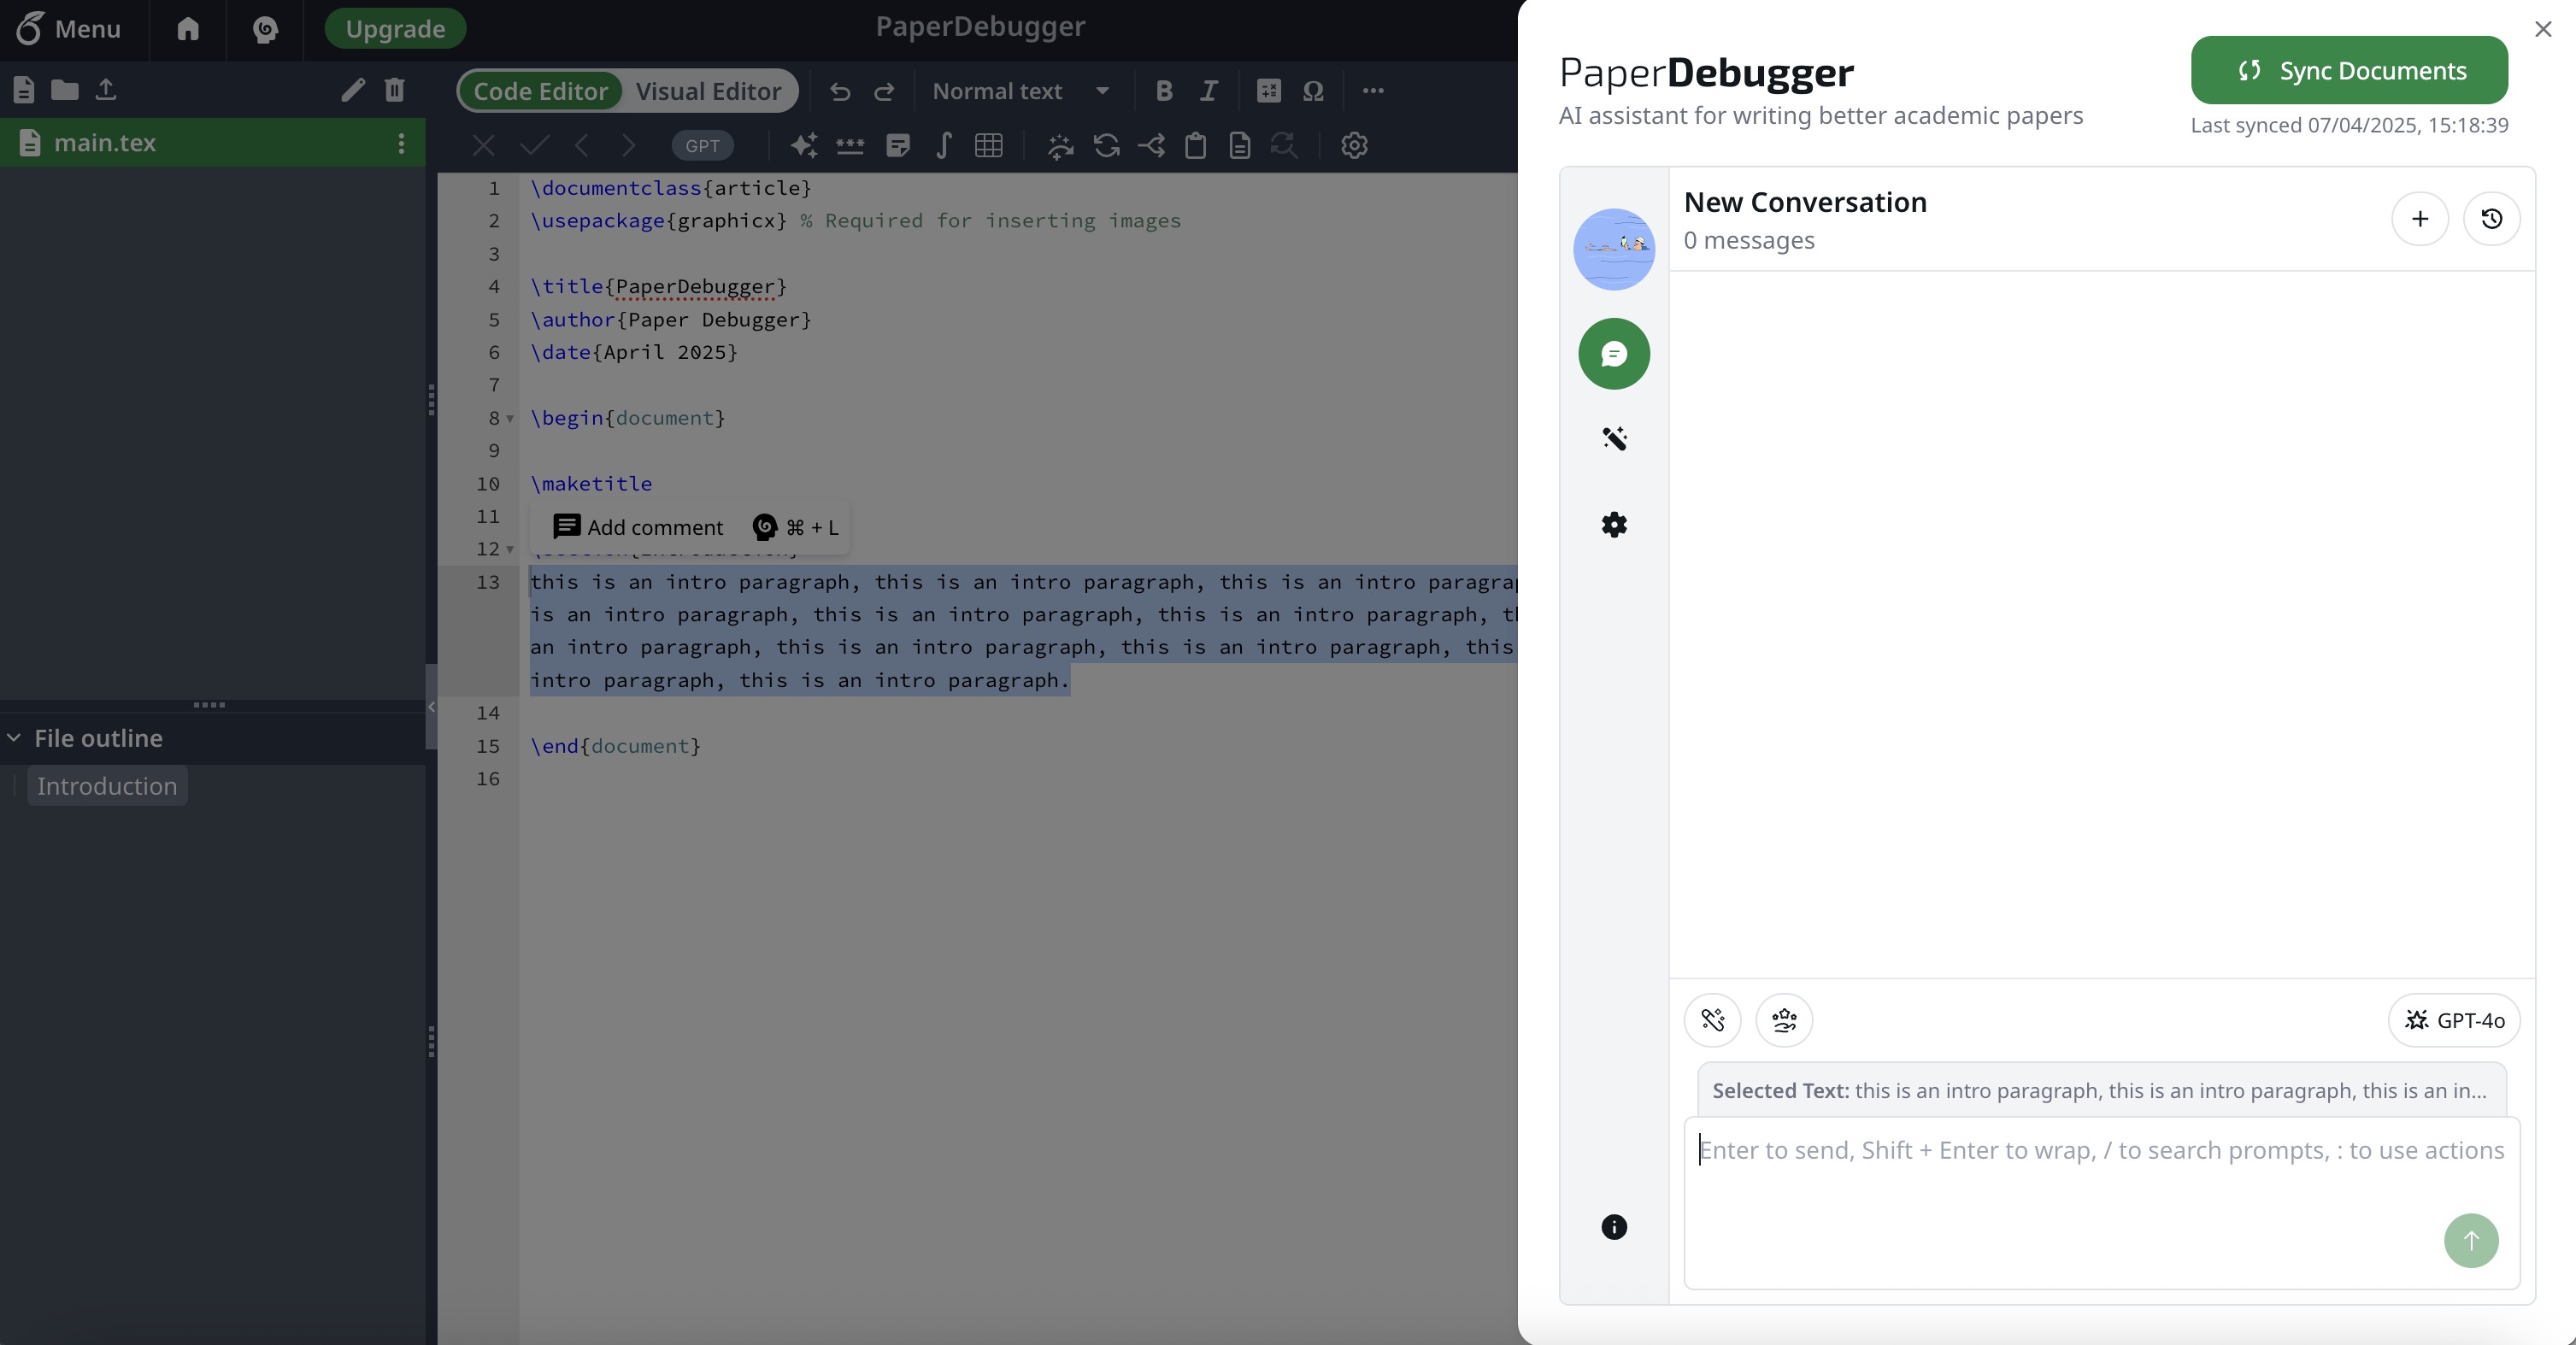 Menu
Upgrade
PaperDebugger
Code Editor
Visual Editor
Normal text
B
I
Ω
main.tex
GPT
1 \documentclass{article}
2 \usepackage{graphicx} % Required for inserting images
3
4 \title{PaperDebugger}
5 \author{Paper Debugger}
6 \date{April 2025}
7
8 \begin{document}
9
10 \maketitle
11
Add comment
⌘ + L
12
13 this is an intro paragraph, this is an intro paragraph, this is an intro
is an intro paragraph, this is an intro paragraph, this is an intro paragraph,
an intro paragraph, this is an intro paragraph, this is an intro paragraph, this
intro paragraph, this is an intro paragraph.
14
15 \end{document}
16
File outline
Introduction
PaperDebugger
AI assistant for writing better academic papers
Sync Documents
Last synced 07/04/2025, 15:18:39
New Conversation
0 messages
GPT-4o
Selected Text: this is an intro paragraph, this is an intro paragraph, this is an in...
Enter to send, Shift + Enter to wrap, / to search prompts, : to use actions